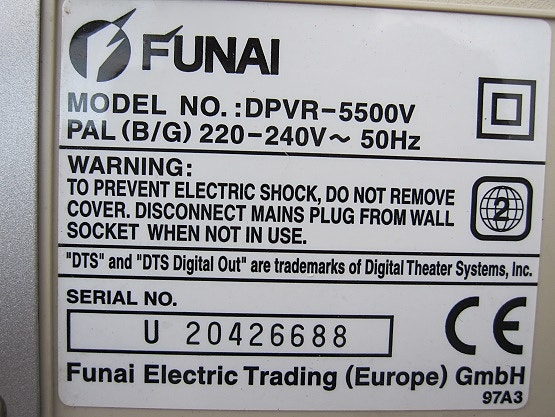 FUNAI
MODEL NO. :DPVR-5500V
PAL (B/G) 220-240V~ 50Hz
WARNING:
TO PREVENT ELECTRIC SHOCK, DO NOT REMOVE
COVER. DISCONNECT MAINS PLUG FROM WALL
SOCKET WHEN NOT IN USE.
2
"DTS" and "DTS Digital Out" are trademarks of Digital Theater Systems, Inc.
SERIAL NO.
U 20426688
CE
Funai Electric Trading (Europe) GmbH
97A3